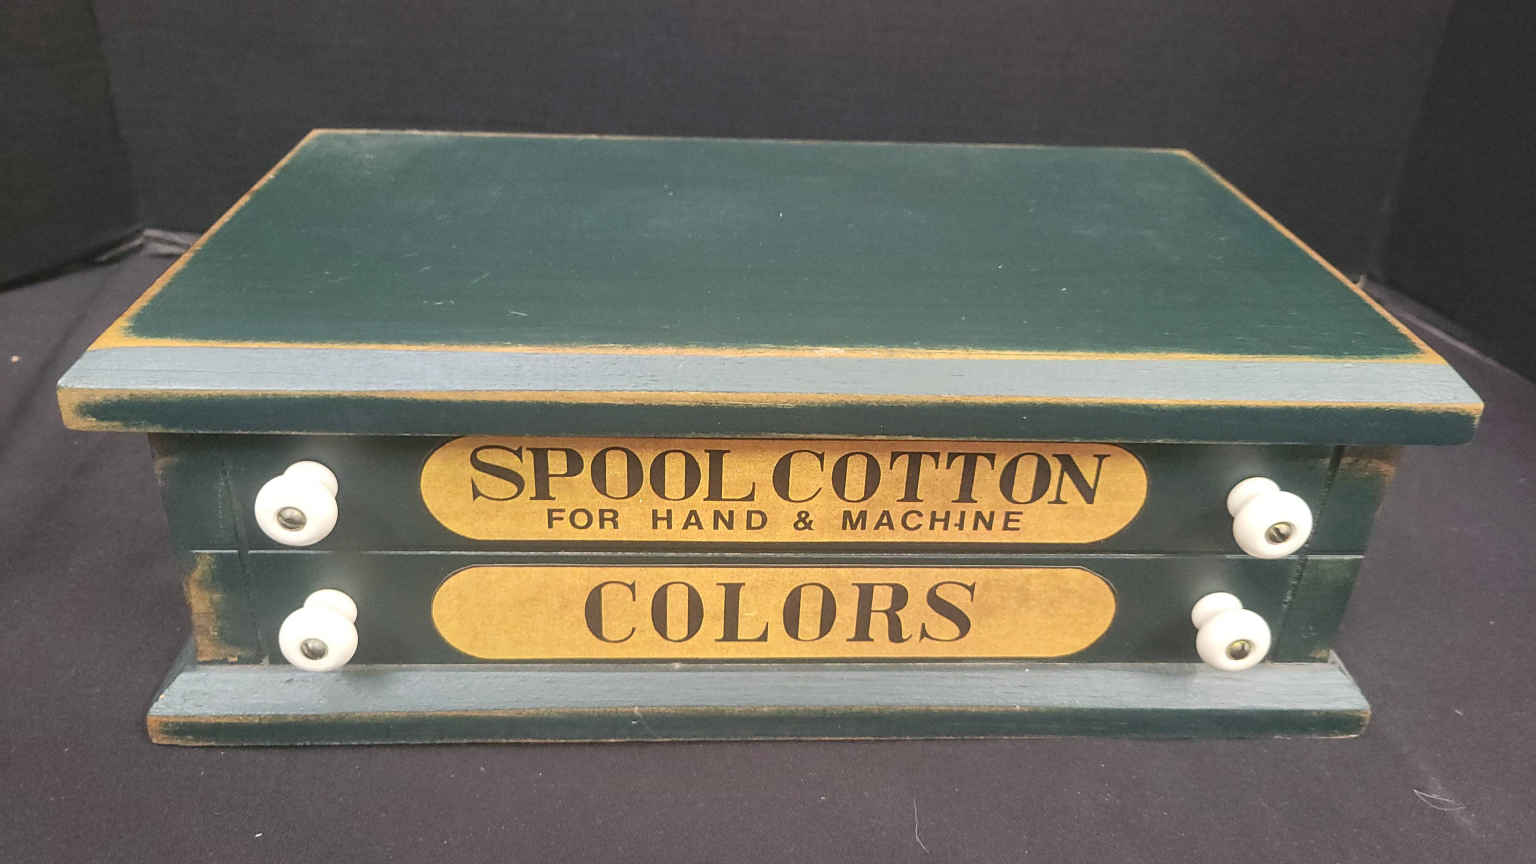 SPOOL COTTON
FOR HAND & MACHINE
COLORS